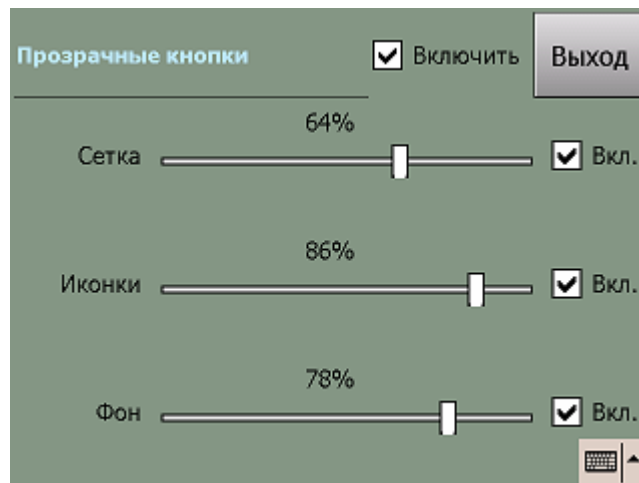 Прозрачные кнопки
Включить
Выход
64%
Сетка
Вкл.
86%
Иконки
Вкл.
78%
Фон
Вкл.